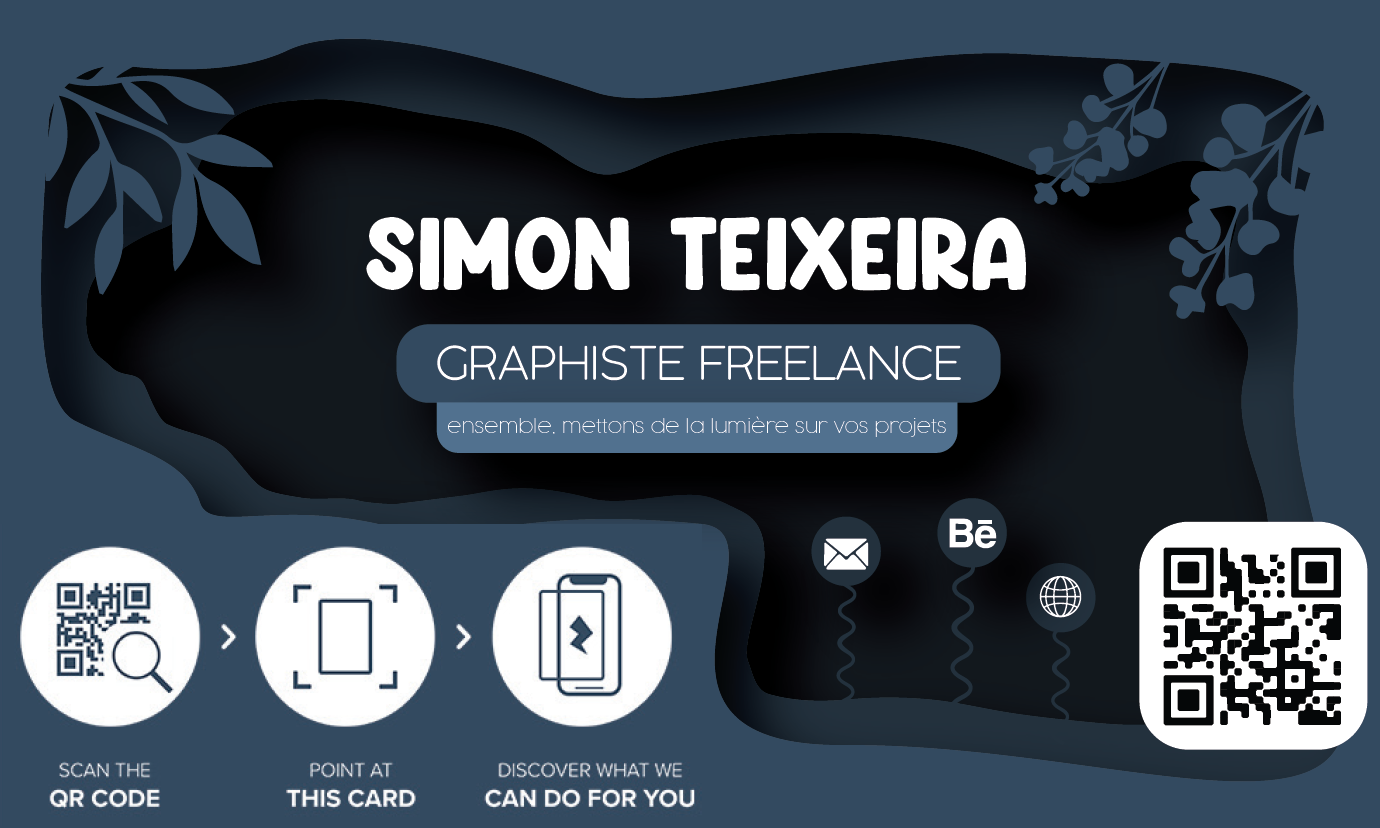 SIMON TEIXEIRA
GRAPHISTE FREELANCE
ensemble, mettons de la lumière sur vos projets
Bē
SCAN THE
QR CODE
POINT AT
THIS CARD
DISCOVER WHAT WE
CAN DO FOR YOU